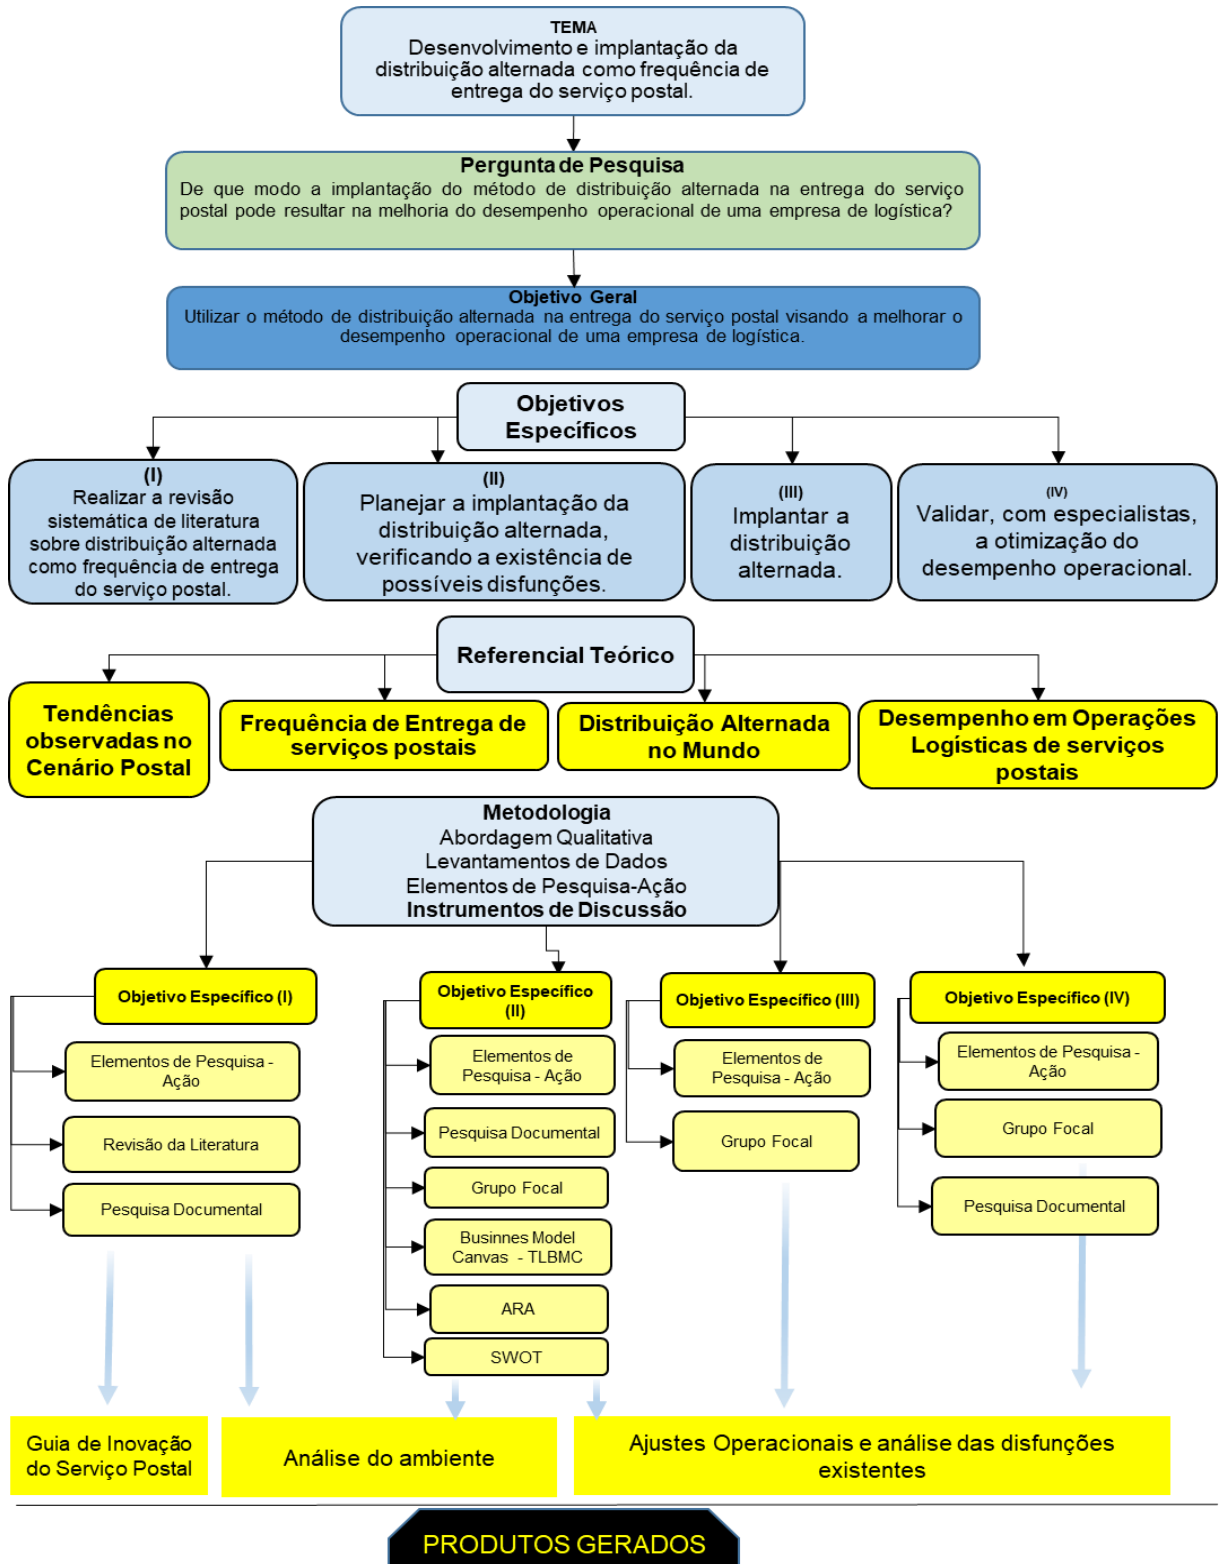 TEMA
Desenvolvimento e implantação da
distribuição alternada como frequência de
entrega do serviço postal.
Pergunta de Pesquisa
De que modo a implantação do método de distribuição alternada na entrega do serviço
postal pode resultar na melhoria do desempenho operacional de uma empresa de logística?
Objetivo Geral
Utilizar o método de distribuição alternada na entrega do serviço postal visando a melhorar o
desempenho operacional de uma empresa de logística.
Objetivos
Específicos
(I)
Realizar a revisão
sistemática de literatura
sobre distribuição alternada
como frequência de entrega
do serviço postal.
(II)
Planejar a implantação da
distribuição alternada,
verificando a existência de
possíveis disfunções.
(III)
Implantar a
distribuição
alternada.
(IV)
Validar, com especialistas,
a otimização do
desempenho operacional.
Referencial Teórico
Tendências
observadas no
Cenário Postal
Frequência de Entrega de
serviços postais
Distribuição Alternada
no Mundo
Desempenho em Operações
Logísticas de serviços
postais
Metodologia
Abordagem Qualitativa
Levantamentos de Dados
Elementos de Pesquisa-Ação
Instrumentos de Discussão
Objetivo Específico (I)
Elementos de Pesquisa -
Ação
Revisão da Literatura
Pesquisa Documental
Objetivo Específico
(II)
Elementos de
Pesquisa - Ação
Pesquisa Documental
Grupo Focal
Businnes Model
Canvas - TLBMC
ARA
SWOT
Objetivo Específico (III)
Elementos de
Pesquisa - Ação
Grupo Focal
Objetivo Específico (IV)
Elementos de Pesquisa -
Ação
Grupo Focal
Pesquisa Documental
Guia de Inovação
do Serviço Postal
Análise do ambiente
Ajustes Operacionais e análise das disfunções
existentes
PRODUTOS GERADOS